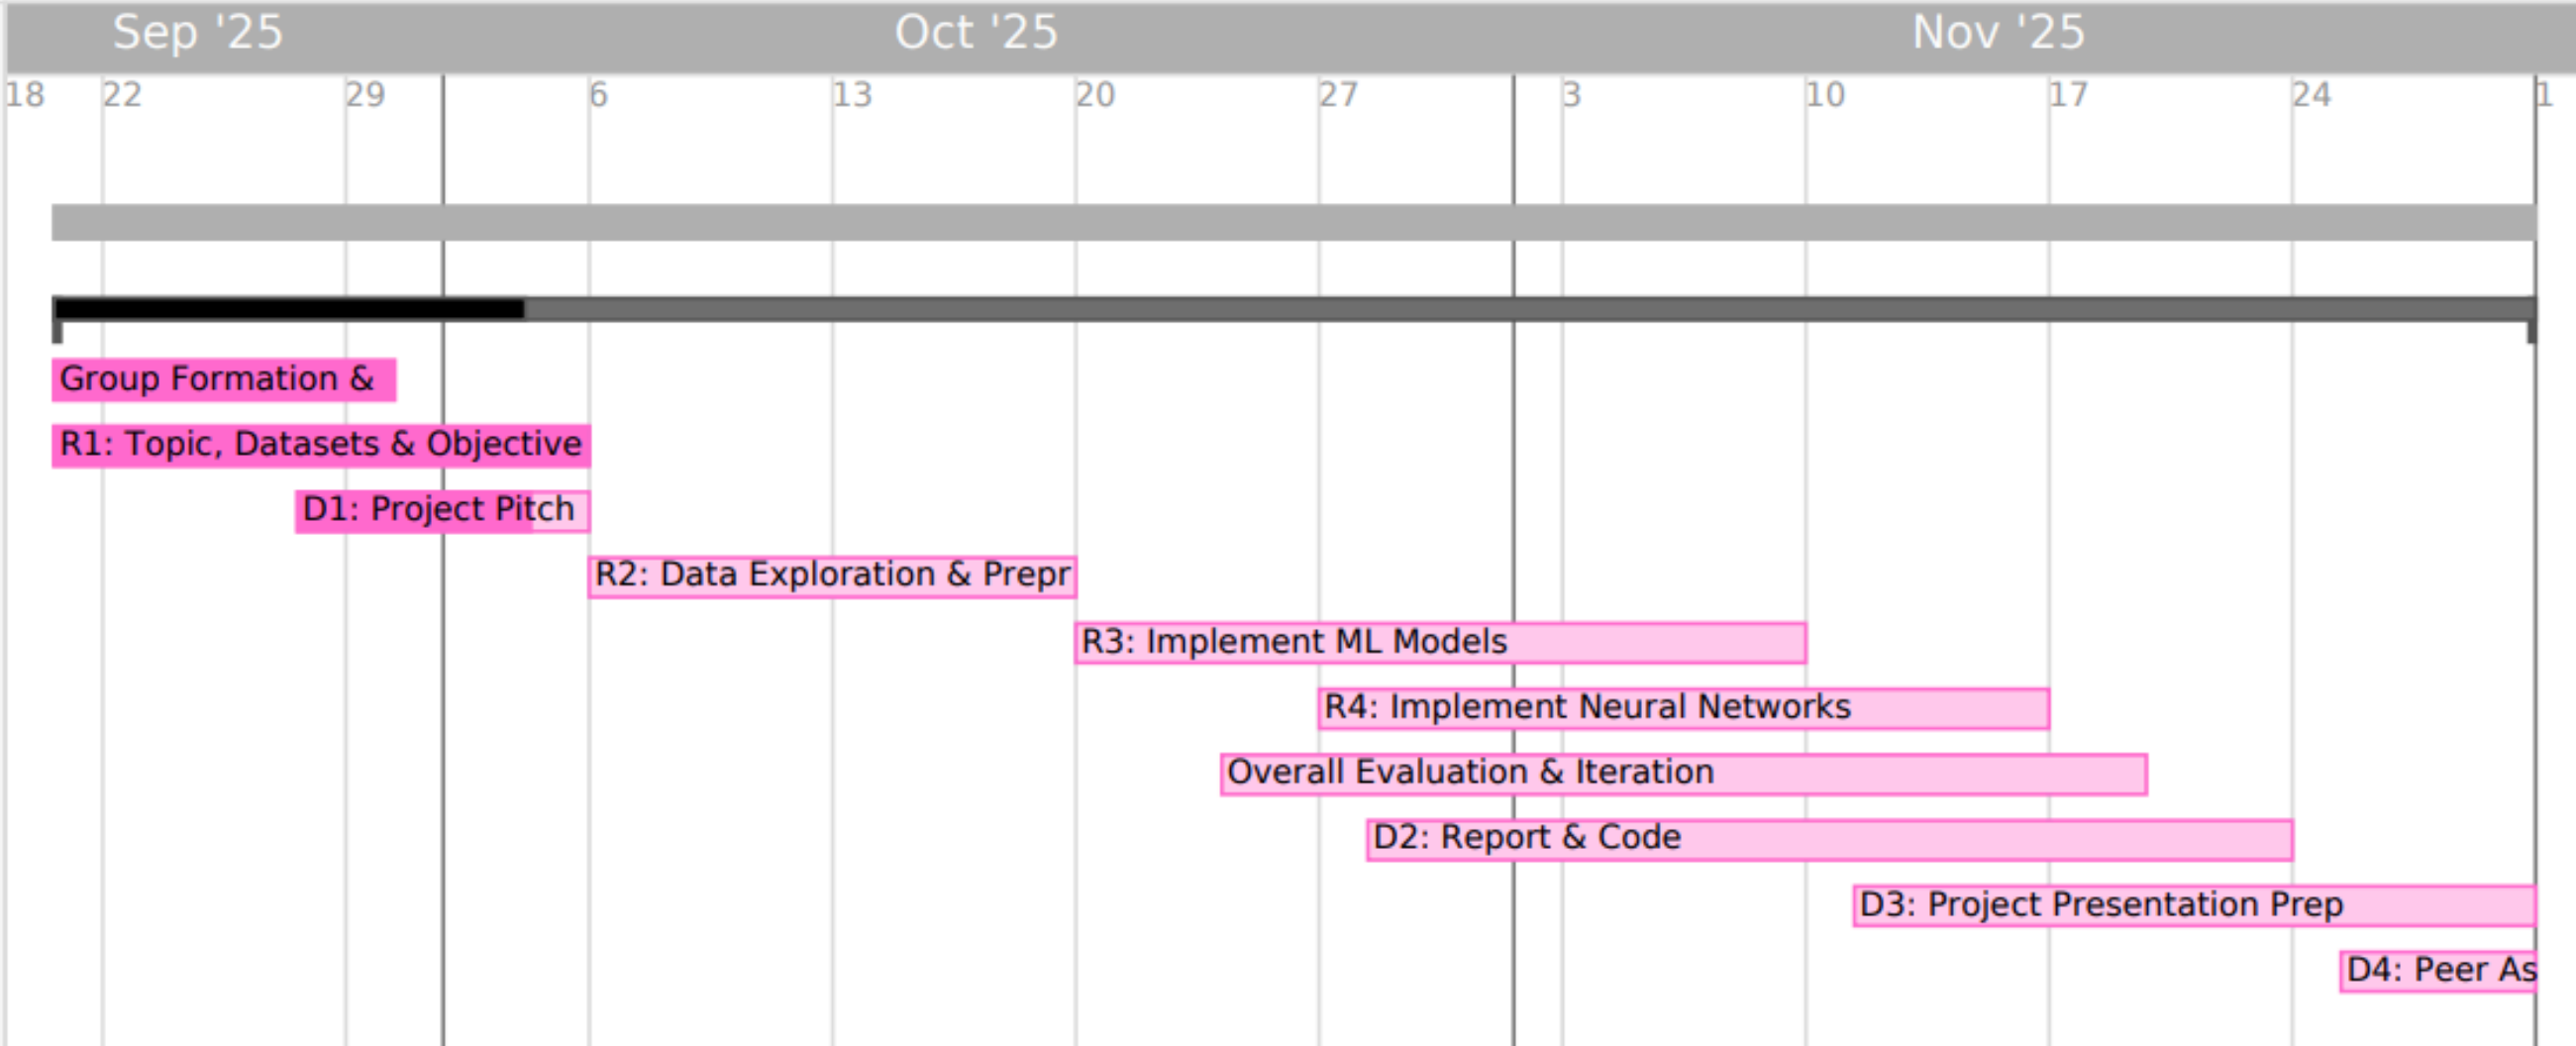 Sep '25 Oct '25 Nov '25
18 22 29 6 13 20 27 3 10 17 24 1
Group Formation &
R1: Topic, Datasets & Objective
D1: Project Pitch
R2: Data Exploration & Prepr
R3: Implement ML Models
R4: Implement Neural Networks
Overall Evaluation & Iteration
D2: Report & Code
D3: Project Presentation Prep
D4: Peer As